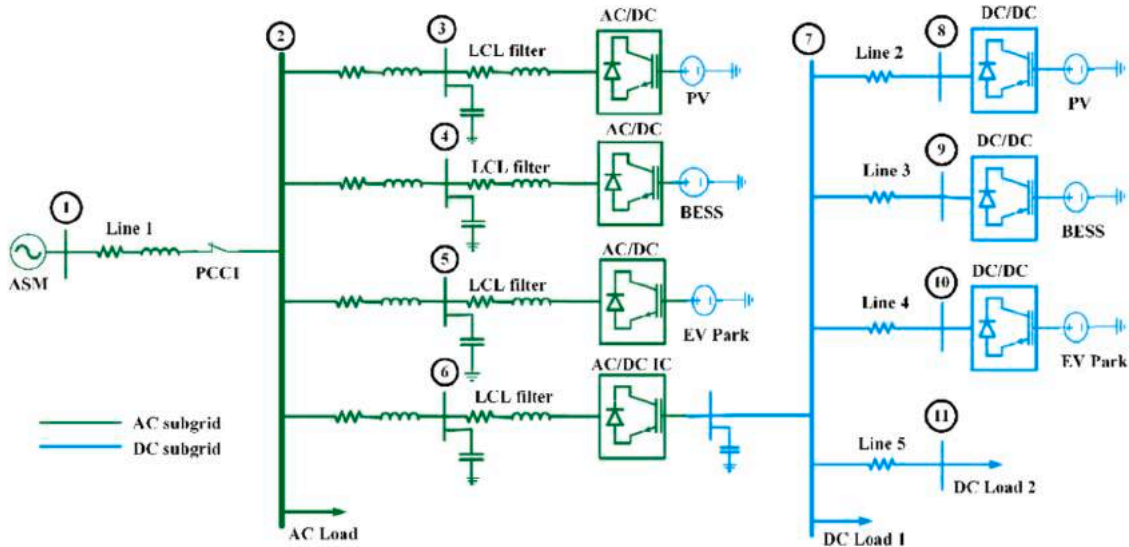 AC/DC
DC/DC
2
3
LCL filter
7
8
Line 2
PV
PV
AC/DC
DC/DC
4
LCL filter
9
Line 3
1
Line 1
BESS
BESS
ASM
PCC1
AC/DC
DC/DC
5
LCL filter
10
Line 4
EV Park
EV Park
AC/DC IC
6
LCL filter
11
AC subgrid
DC subgrid
Line 5
DC Load 2
AC Load
DC Load 1